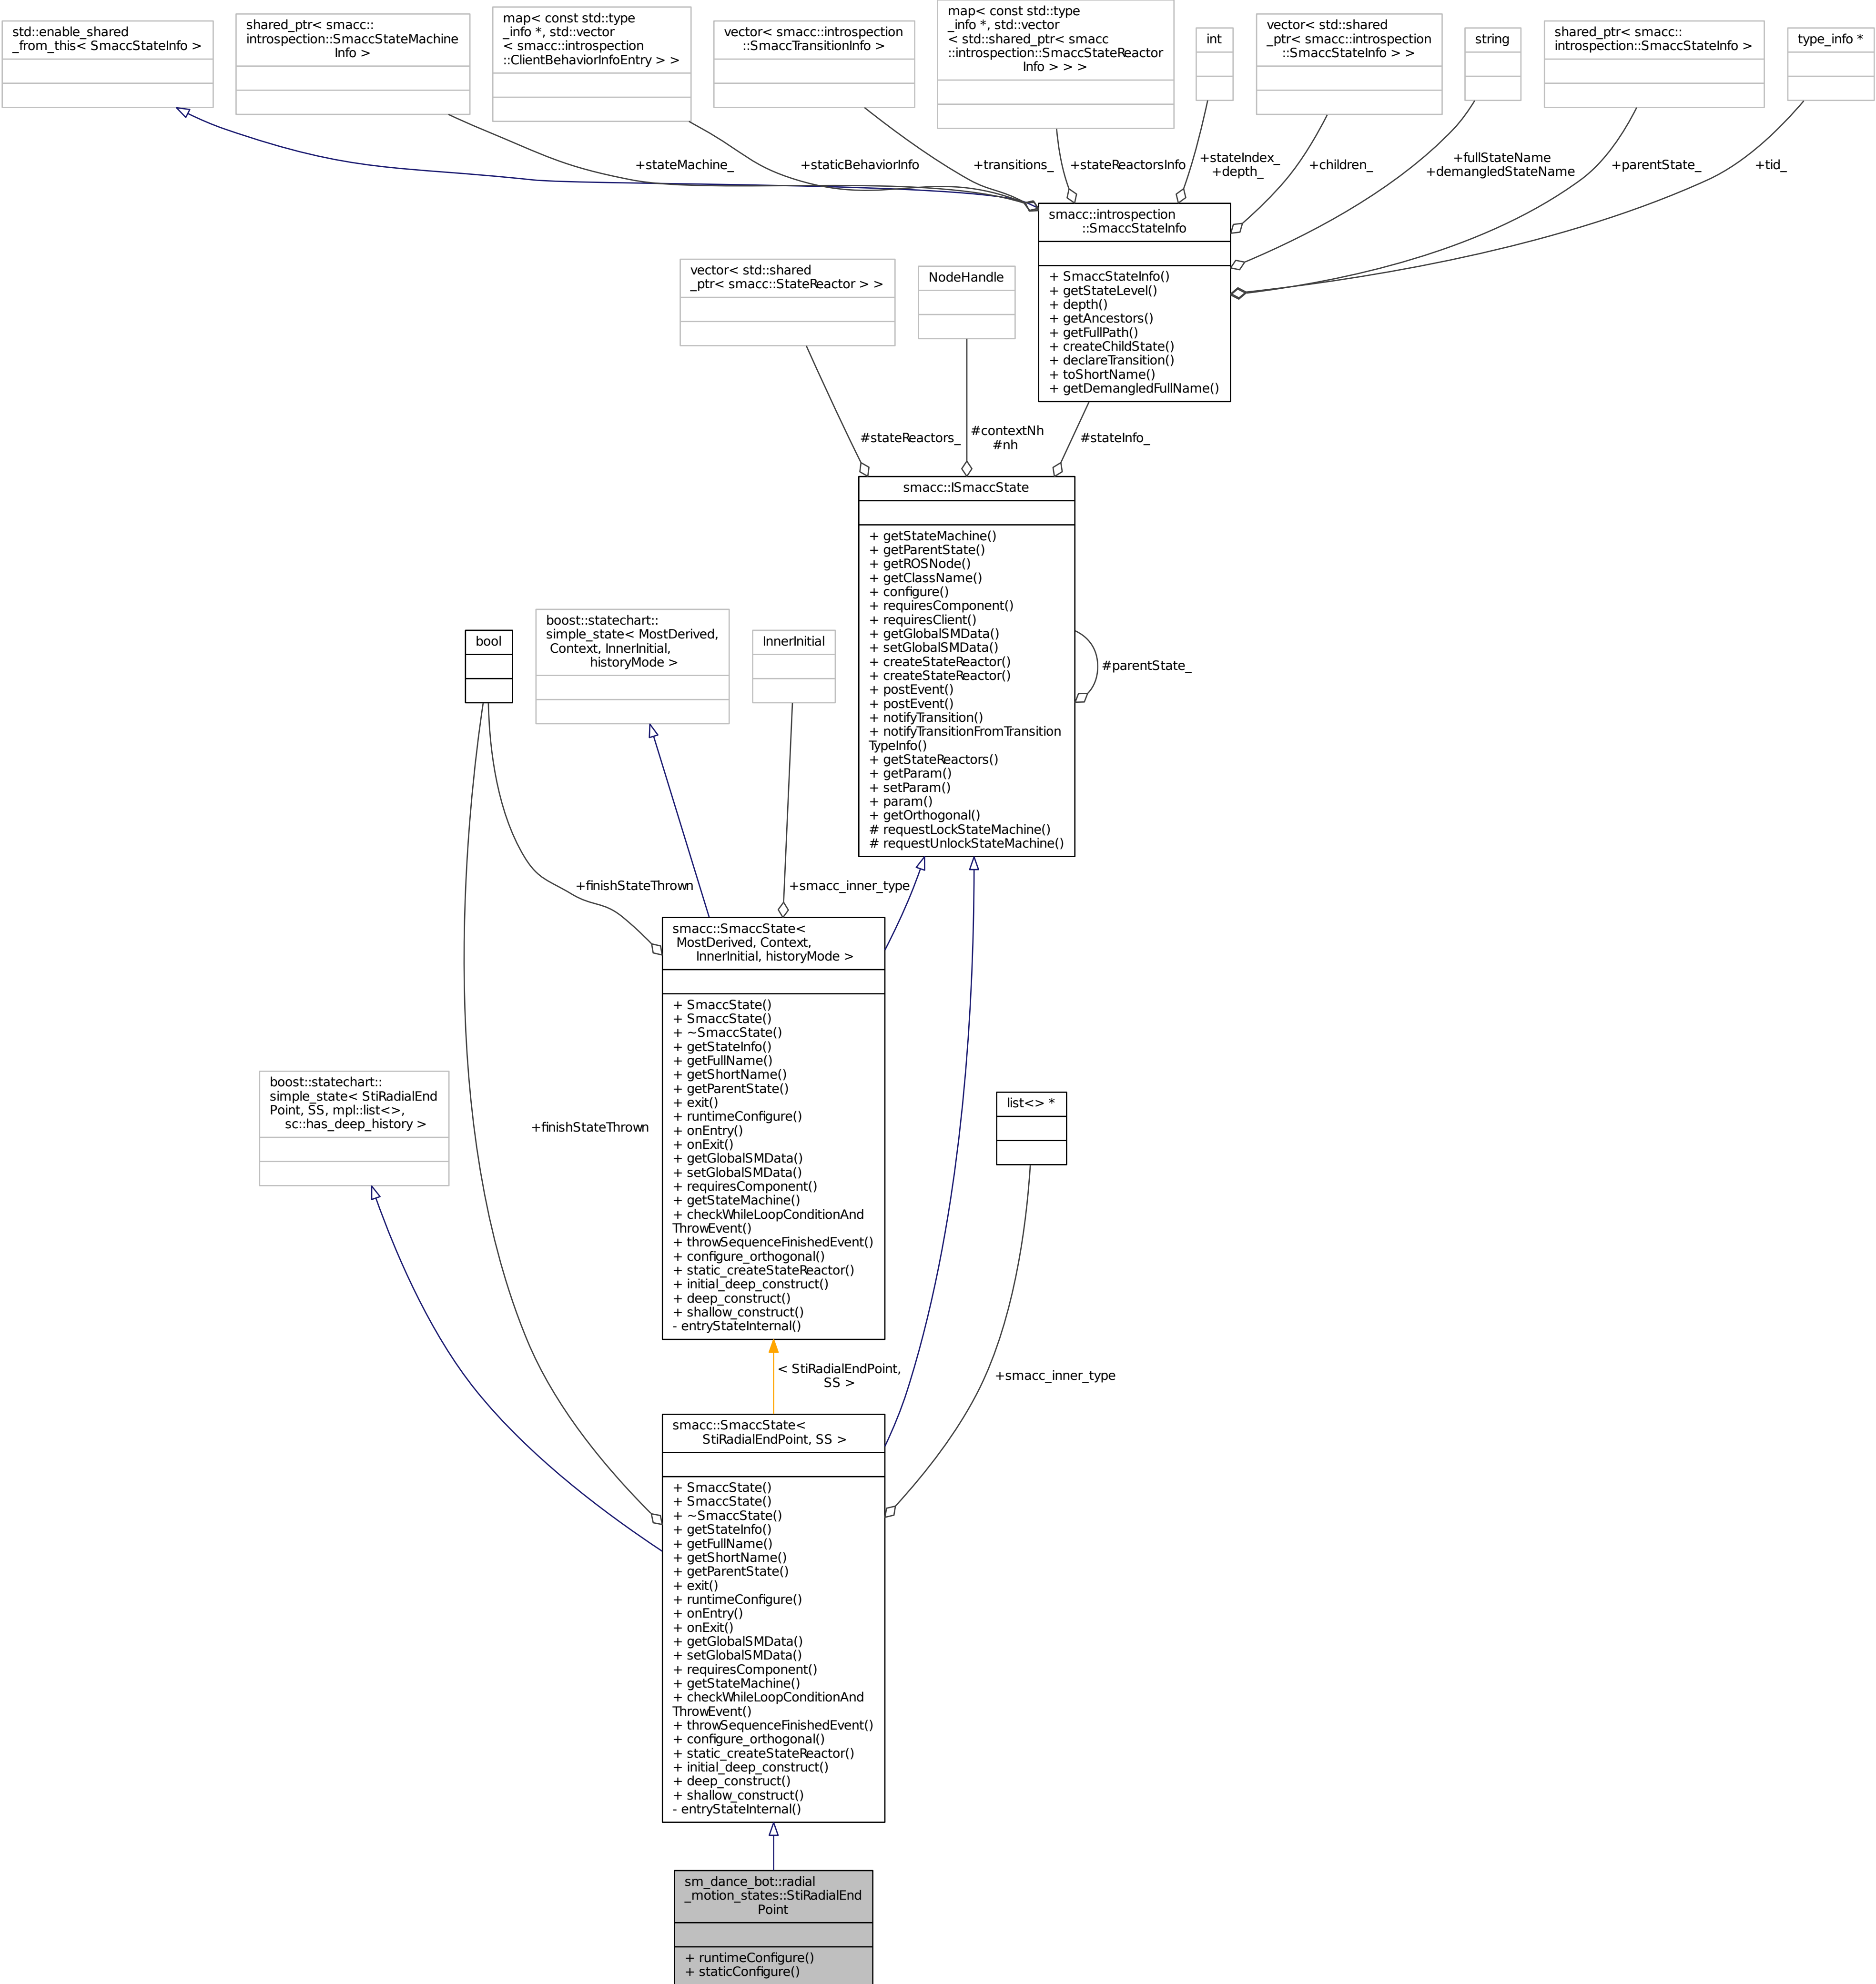 std::enable_shared
_from_this< SmaccStateInfo >
shared_ptr< smacc::
introspection::SmaccStateMachine
Info >
map< const std::type
_info *, std::vector
< smacc::introspection
::ClientBehaviorInfoEntry > >
vector< smacc::introspection
::SmaccTransitionInfo >
map< const std::type
_info *, std::vector
< std::shared_ptr< smacc
::introspection::SmaccStateReactor
Info > > >
int
vector< std::shared
_ptr< smacc::introspection
::SmaccStateInfo > >
string
shared_ptr< smacc::
introspection::SmaccStateInfo >
type_info *
+stateMachine_
+staticBehaviorInfo
+transitions_
+stateReactorsInfo
+stateIndex_
+depth_
+children_
+fullStateName
+demangledStateName
+parentState_
+tid_
smacc::introspection
::SmaccStateInfo
+ SmaccStateInfo()
+ getStateLevel()
+ depth()
+ getAncestors()
+ getFullPath()
+ createChildState()
+ declareTransition()
+ toShortName()
+ getDemangledFullName()
vector< std::shared
_ptr< smacc::StateReactor > >
NodeHandle
#stateReactors_
#contextNh
#nh
#stateInfo_
smacc::ISmaccState
+ getStateMachine()
+ getParentState()
+ getROSNode()
+ getClassName()
+ configure()
+ requiresComponent()
+ requiresClient()
+ getGlobalSMData()
+ setGlobalSMData()
+ createStateReactor()
+ createStateReactor()
+ postEvent()
+ postEvent()
+ notifyTransition()
+ notifyTransitionFromTransition
TypeInfo()
+ getStateReactors()
+ getParam()
+ setParam()
+ param()
+ getOrthogonal()
# requestLockStateMachine()
# requestUnlockStateMachine()
#parentState_
bool
boost::statechart::
simple_state< MostDerived,
Context, InnerInitial,
historyMode >
InnerInitial
+finishStateThrown
+smacc_inner_type
smacc::SmaccState<
MostDerived, Context,
InnerInitial, historyMode >
+ SmaccState()
+ SmaccState()
+ ~SmaccState()
+ getStateInfo()
+ getFullName()
+ getShortName()
+ getParentState()
+ exit()
+ runtimeConfigure()
+ onEntry()
+ onExit()
+ getGlobalSMData()
+ setGlobalSMData()
+ requiresComponent()
+ getStateMachine()
+ checkWhileLoopConditionAnd
ThrowEvent()
+ throwSequenceFinishedEvent()
+ configure_orthogonal()
+ static_createStateReactor()
+ initial_deep_construct()
+ deep_construct()
+ shallow_construct()
- entryStateInternal()
boost::statechart::
simple_state< StiRadialEnd
Point, SS, mpl::list<>,
sc::has_deep_history >
+finishStateThrown
list<> *
< StiRadialEndPoint,
SS >
+smacc_inner_type
smacc::SmaccState<
StiRadialEndPoint, SS >
+ SmaccState()
+ SmaccState()
+ ~SmaccState()
+ getStateInfo()
+ getFullName()
+ getShortName()
+ getParentState()
+ exit()
+ runtimeConfigure()
+ onEntry()
+ onExit()
+ getGlobalSMData()
+ setGlobalSMData()
+ requiresComponent()
+ getStateMachine()
+ checkWhileLoopConditionAnd
ThrowEvent()
+ throwSequenceFinishedEvent()
+ configure_orthogonal()
+ static_createStateReactor()
+ initial_deep_construct()
+ deep_construct()
+ shallow_construct()
- entryStateInternal()
sm_dance_bot::radial
_motion_states::StiRadialEnd
Point
+ runtimeConfigure()
+ staticConfigure()